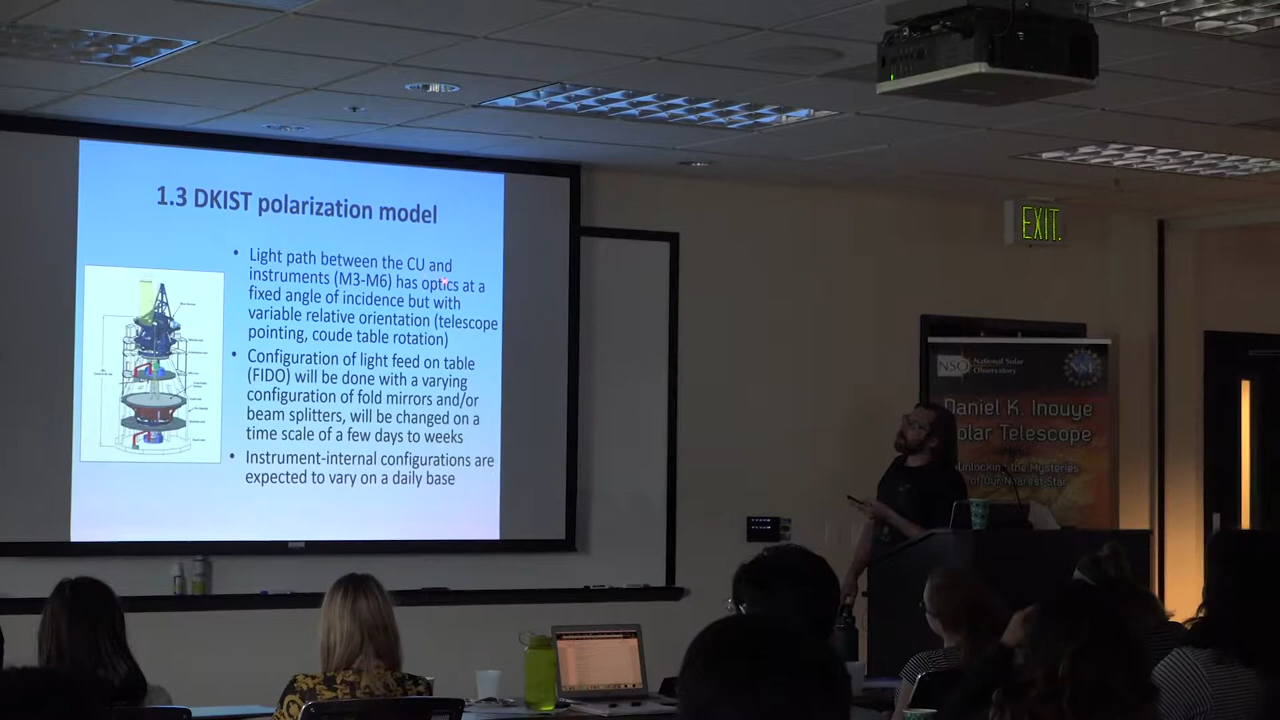 1.3 DKIST polarization model
• Light path between the CU and
instruments (M3-M6) has optics at a
fixed angle of incidence but with
variable relative orientation (telescope
pointing, coude table rotation)
• Configuration of light feed on table
(FIDO) will be done with a varying
configuration of fold mirrors and/or
beam splitters, will be changed on a
time scale of a few days to weeks
• Instrument-internal configurations are
expected to vary on a daily base
EXIT
NSO
National Solar
Observatory
NSF
Daniel K. Inouye
Solar Telescope
Unlocking the Mysteries
of Our Nearest Star